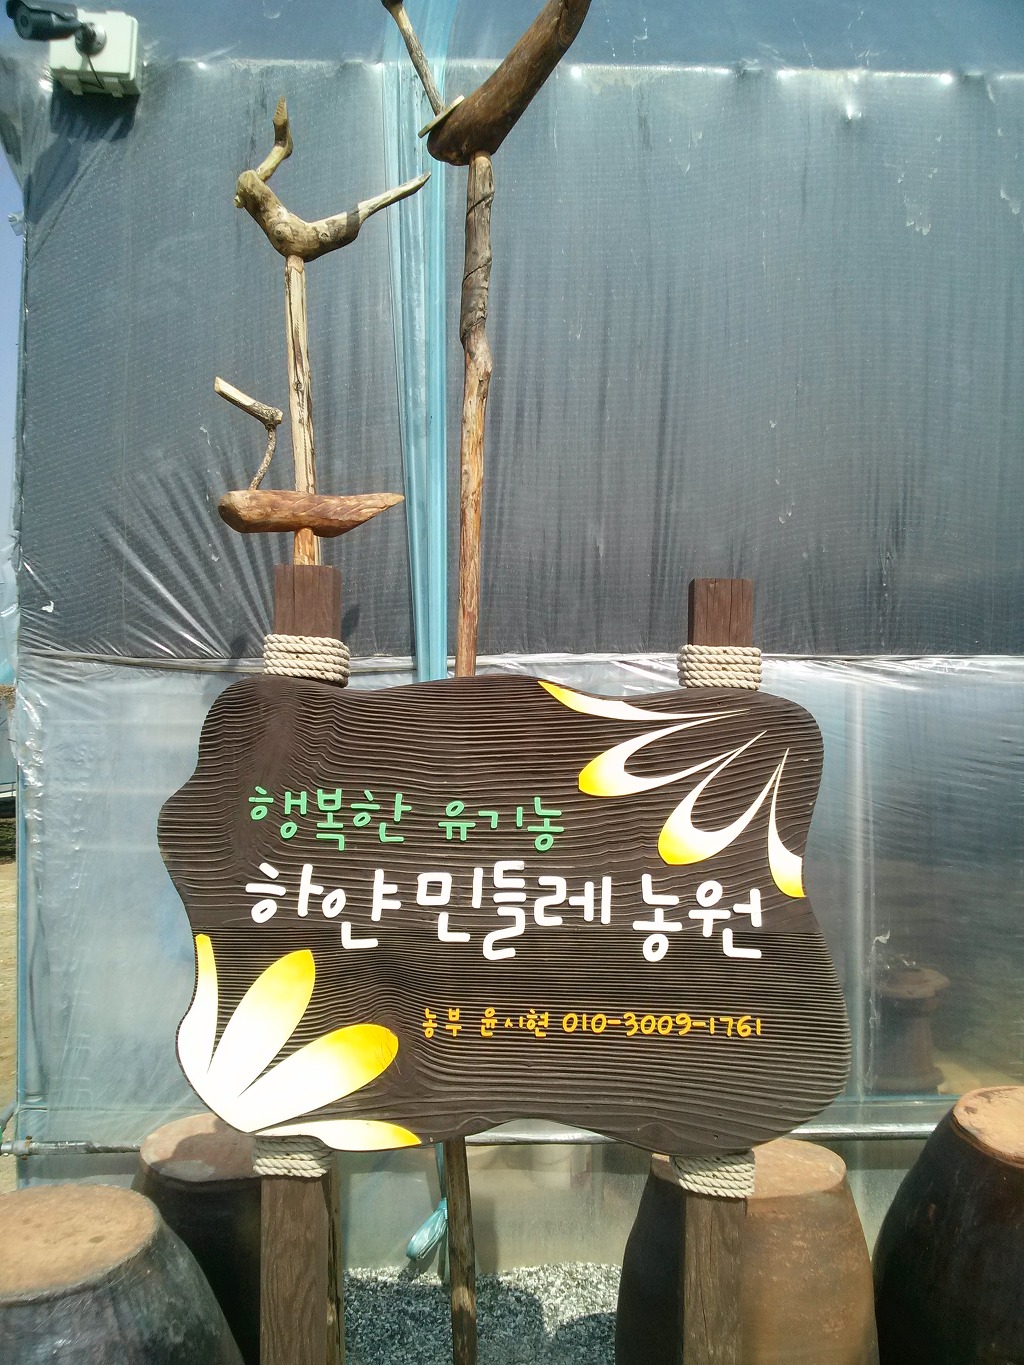 행복한 유기농
하얀민들레 농원
농부 윤시현 010-3009-1761